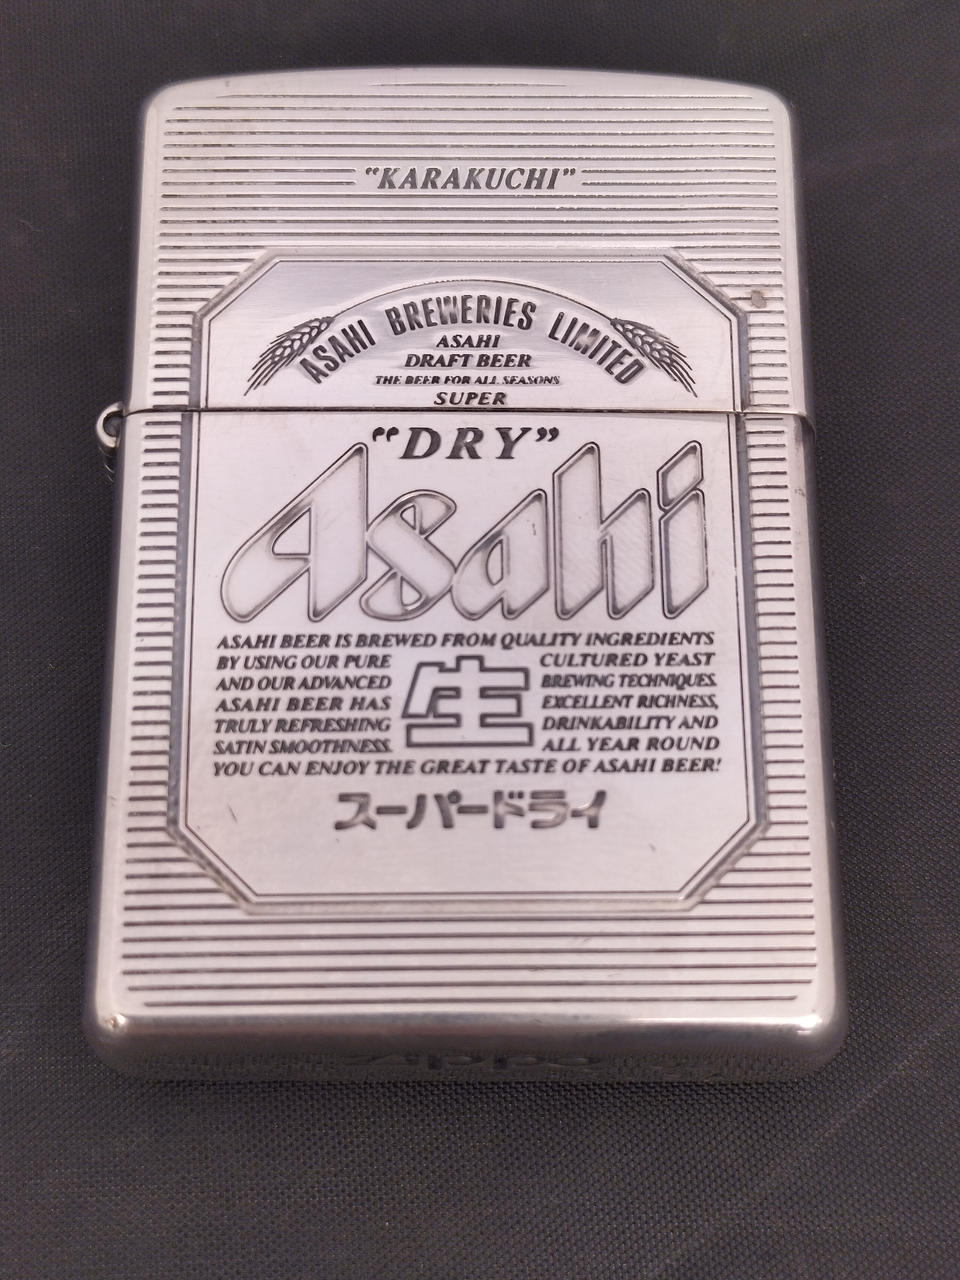 “KARAKUCHI”
ASAHI BREWERIES LIMITED
ASAHI
DRAFT BEER
THE BEER FOR ALL SEASONS
SUPER
“DRY”
Asahi
ASAHI BEER IS BREWED FROM QUALITY INGREDIENTS
BY USING OUR PURE CULTURED YEAST
AND OUR ADVANCED BREWING TECHNIQUES.
ASAHI BEER HAS EXCELLENT RICHNESS,
TRULY REFRESHING DRINKABILITY AND
SATIN SMOOTHNESS. ALL YEAR ROUND
生
YOU CAN ENJOY THE GREAT TASTE OF ASAHI BEER!
スーパードライ
Zippo